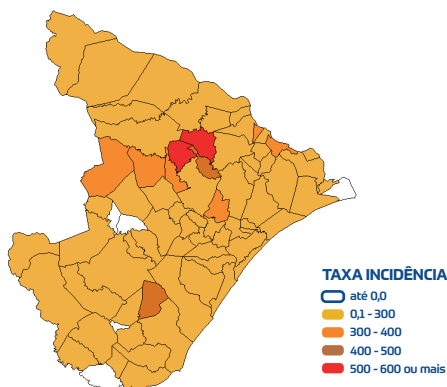 TAXA INCIDÊNCIA
até 0,0
0,1 - 300
300 - 400
400 - 500
500 - 600 ou mais